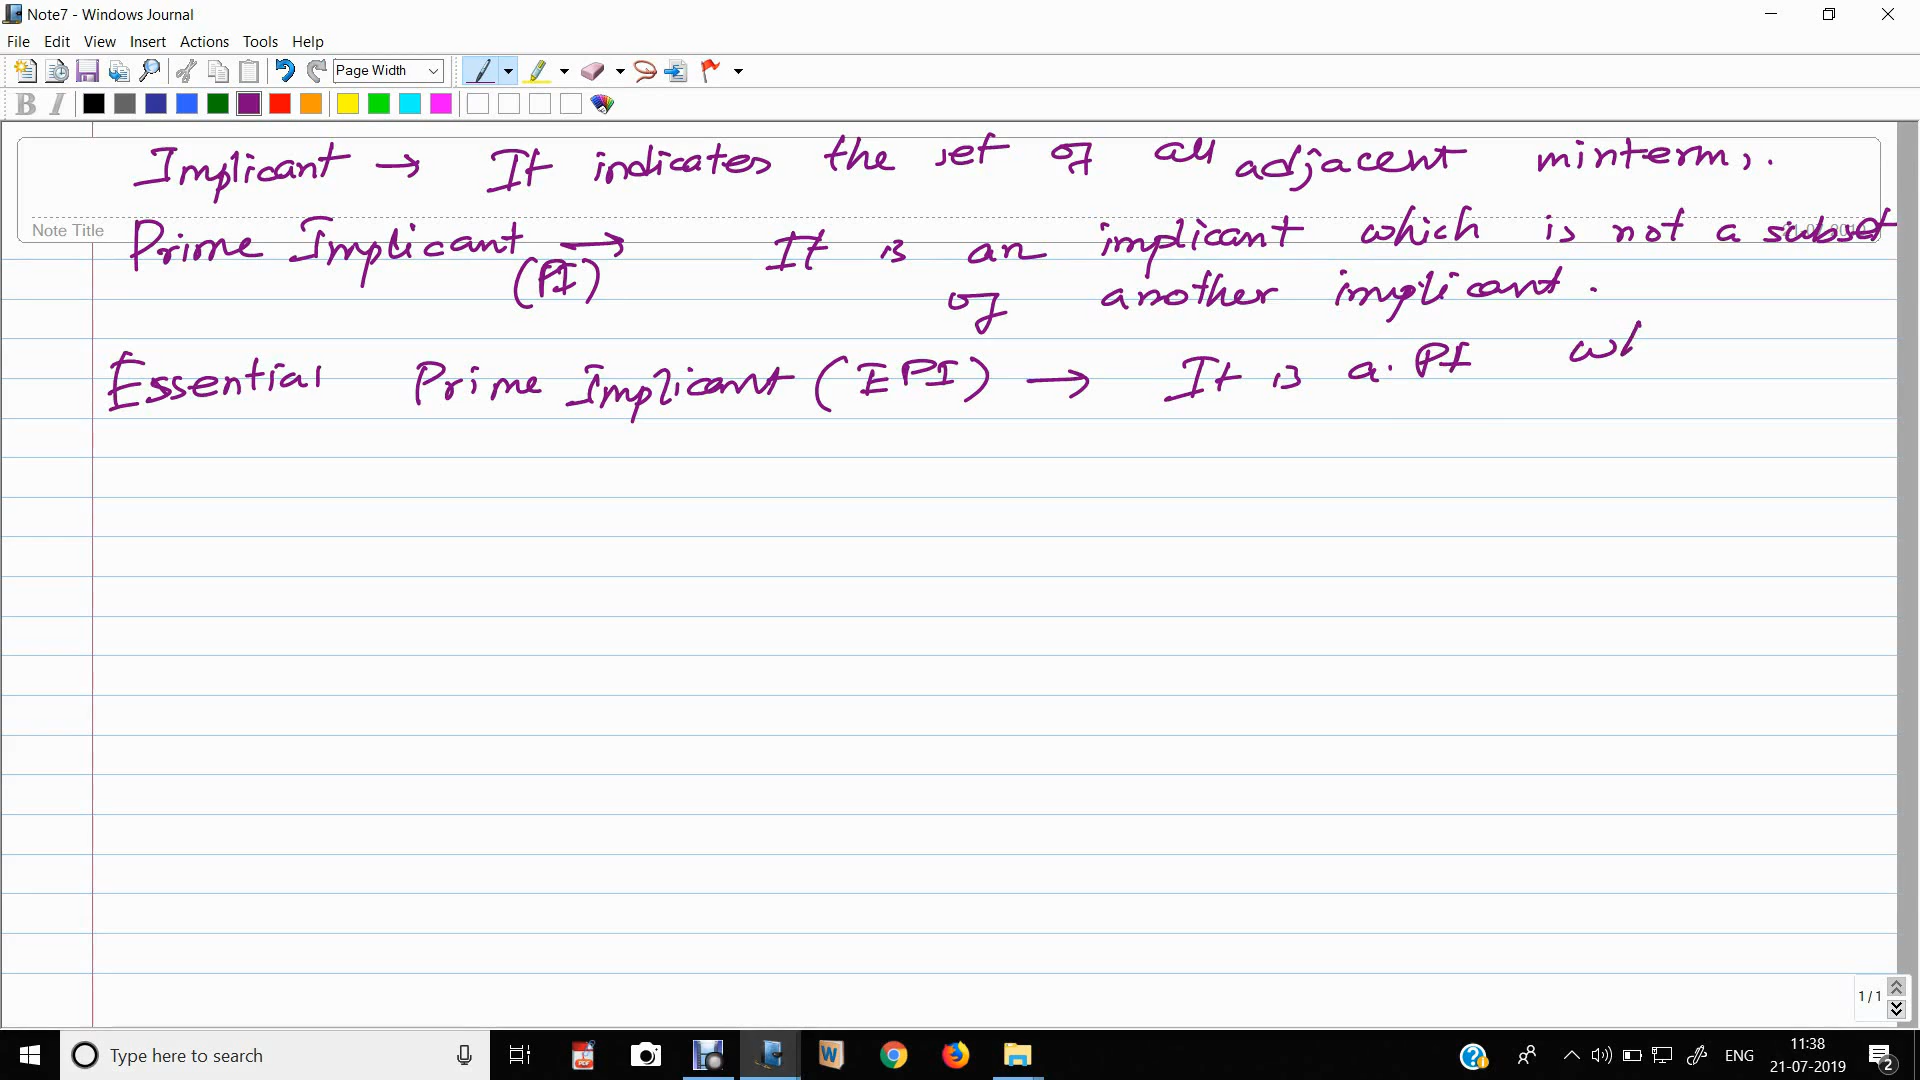 Note7 - Windows Journal
File Edit View Insert Actions Tools Help
Page Width
B I
Implicant → It indicates the set of all adjacent minterms.
Note Title
Prime Implicant → It is an implicant which is not a subset
(PI) of another implicant.
Essential Prime Implicant (EPI) → It is a. PI wh
1 / 1
Type here to search
W
ENG
11:38
21-07-2019
2